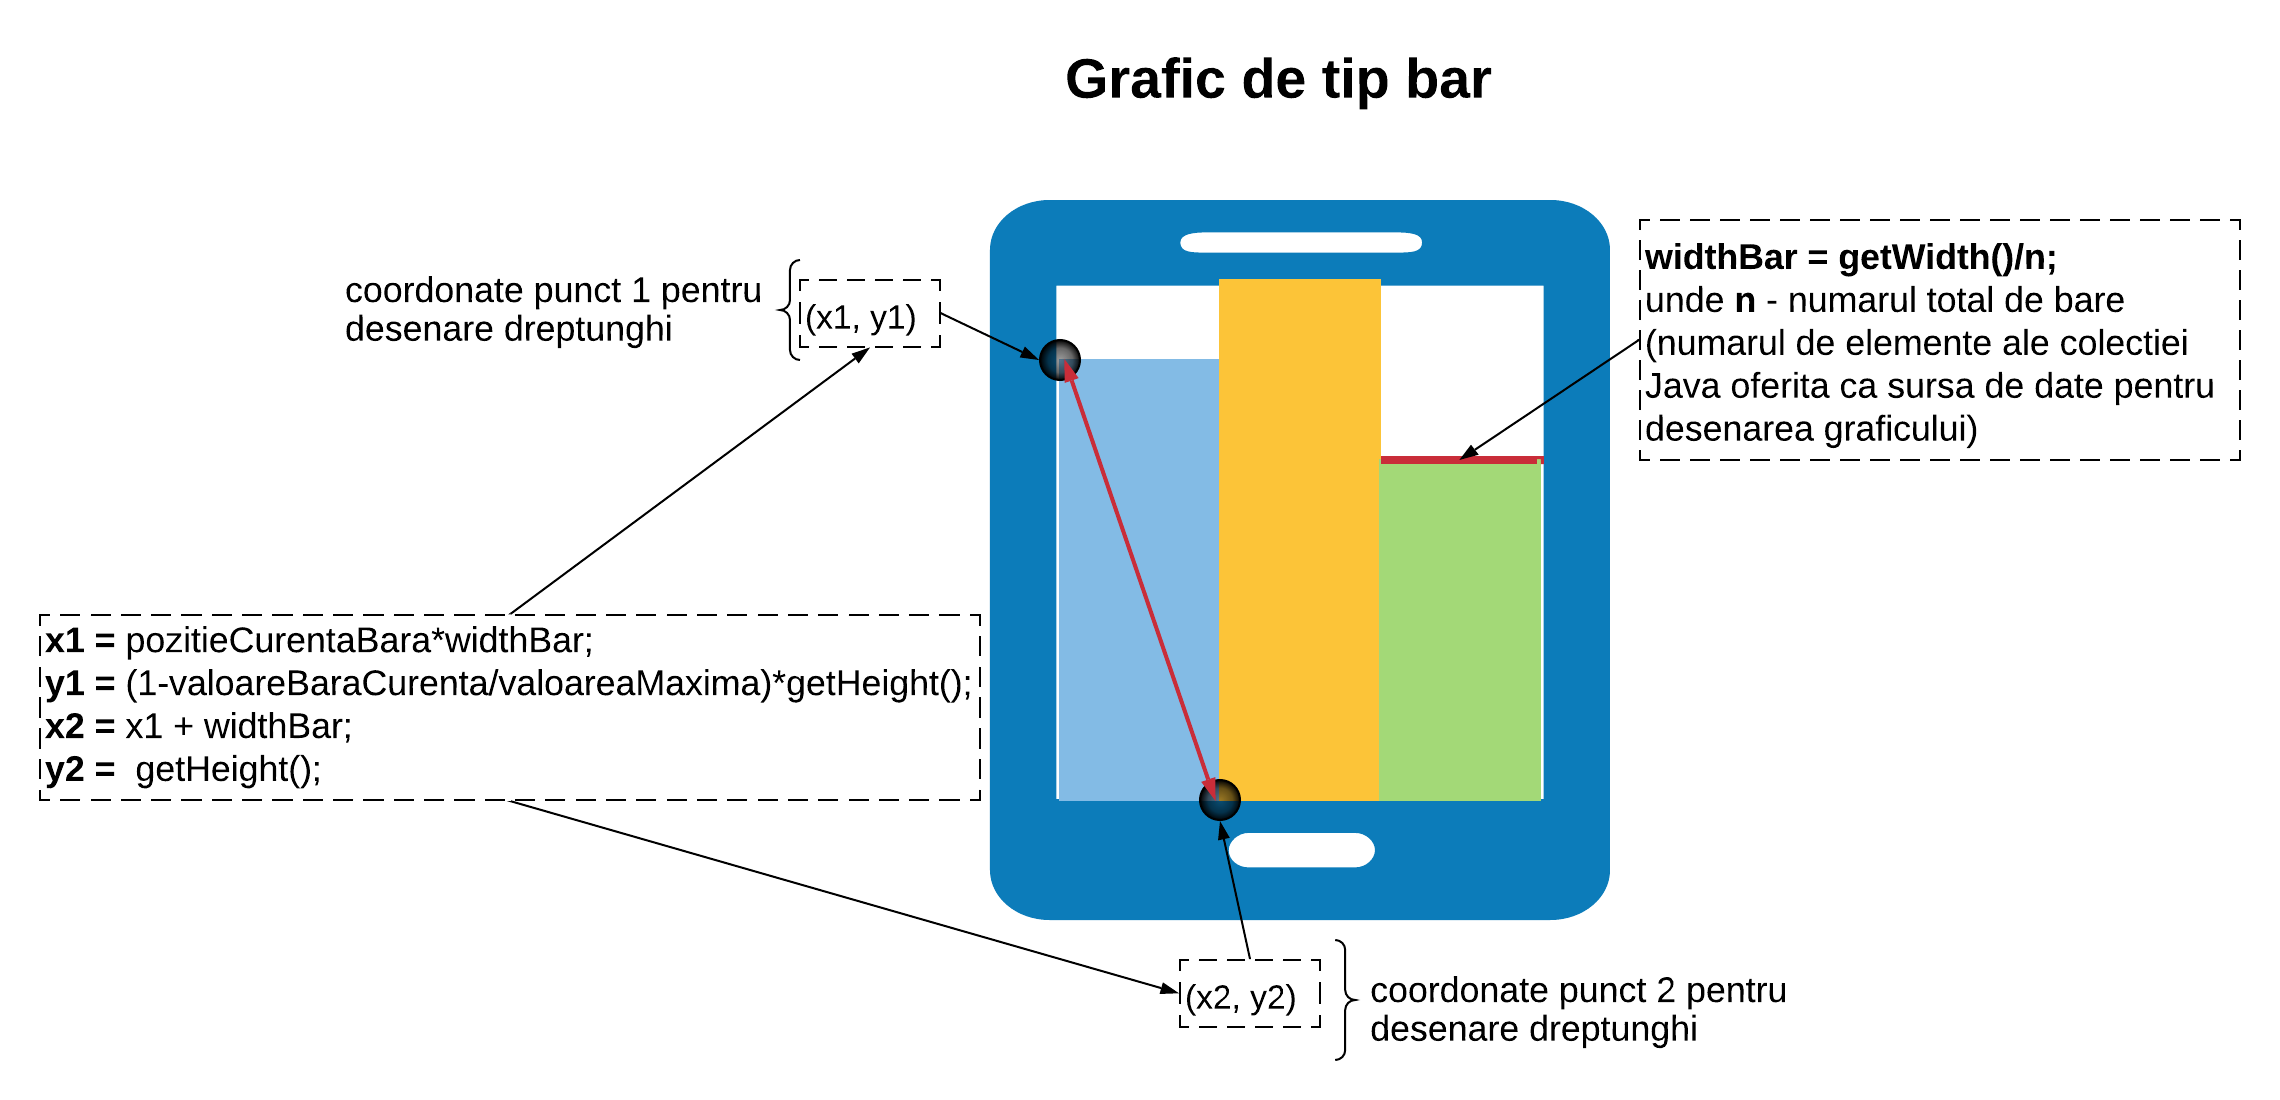 Grafic de tip bar
coordonate punct 1 pentru
desenare dreptunghi
(x1, y1)
widthBar = getWidth()/n;
unde n - numarul total de bare
(numarul de elemente ale colectiei
Java oferita ca sursa de date pentru
desenarea graficului)
x1 = pozitieCurentaBara*widthBar;
y1 = (1-valoareBaraCurenta/valoareaMaxima)*getHeight();
x2 = x1 + widthBar;
y2 =  getHeight();
(x2, y2)
coordonate punct 2 pentru
desenare dreptunghi